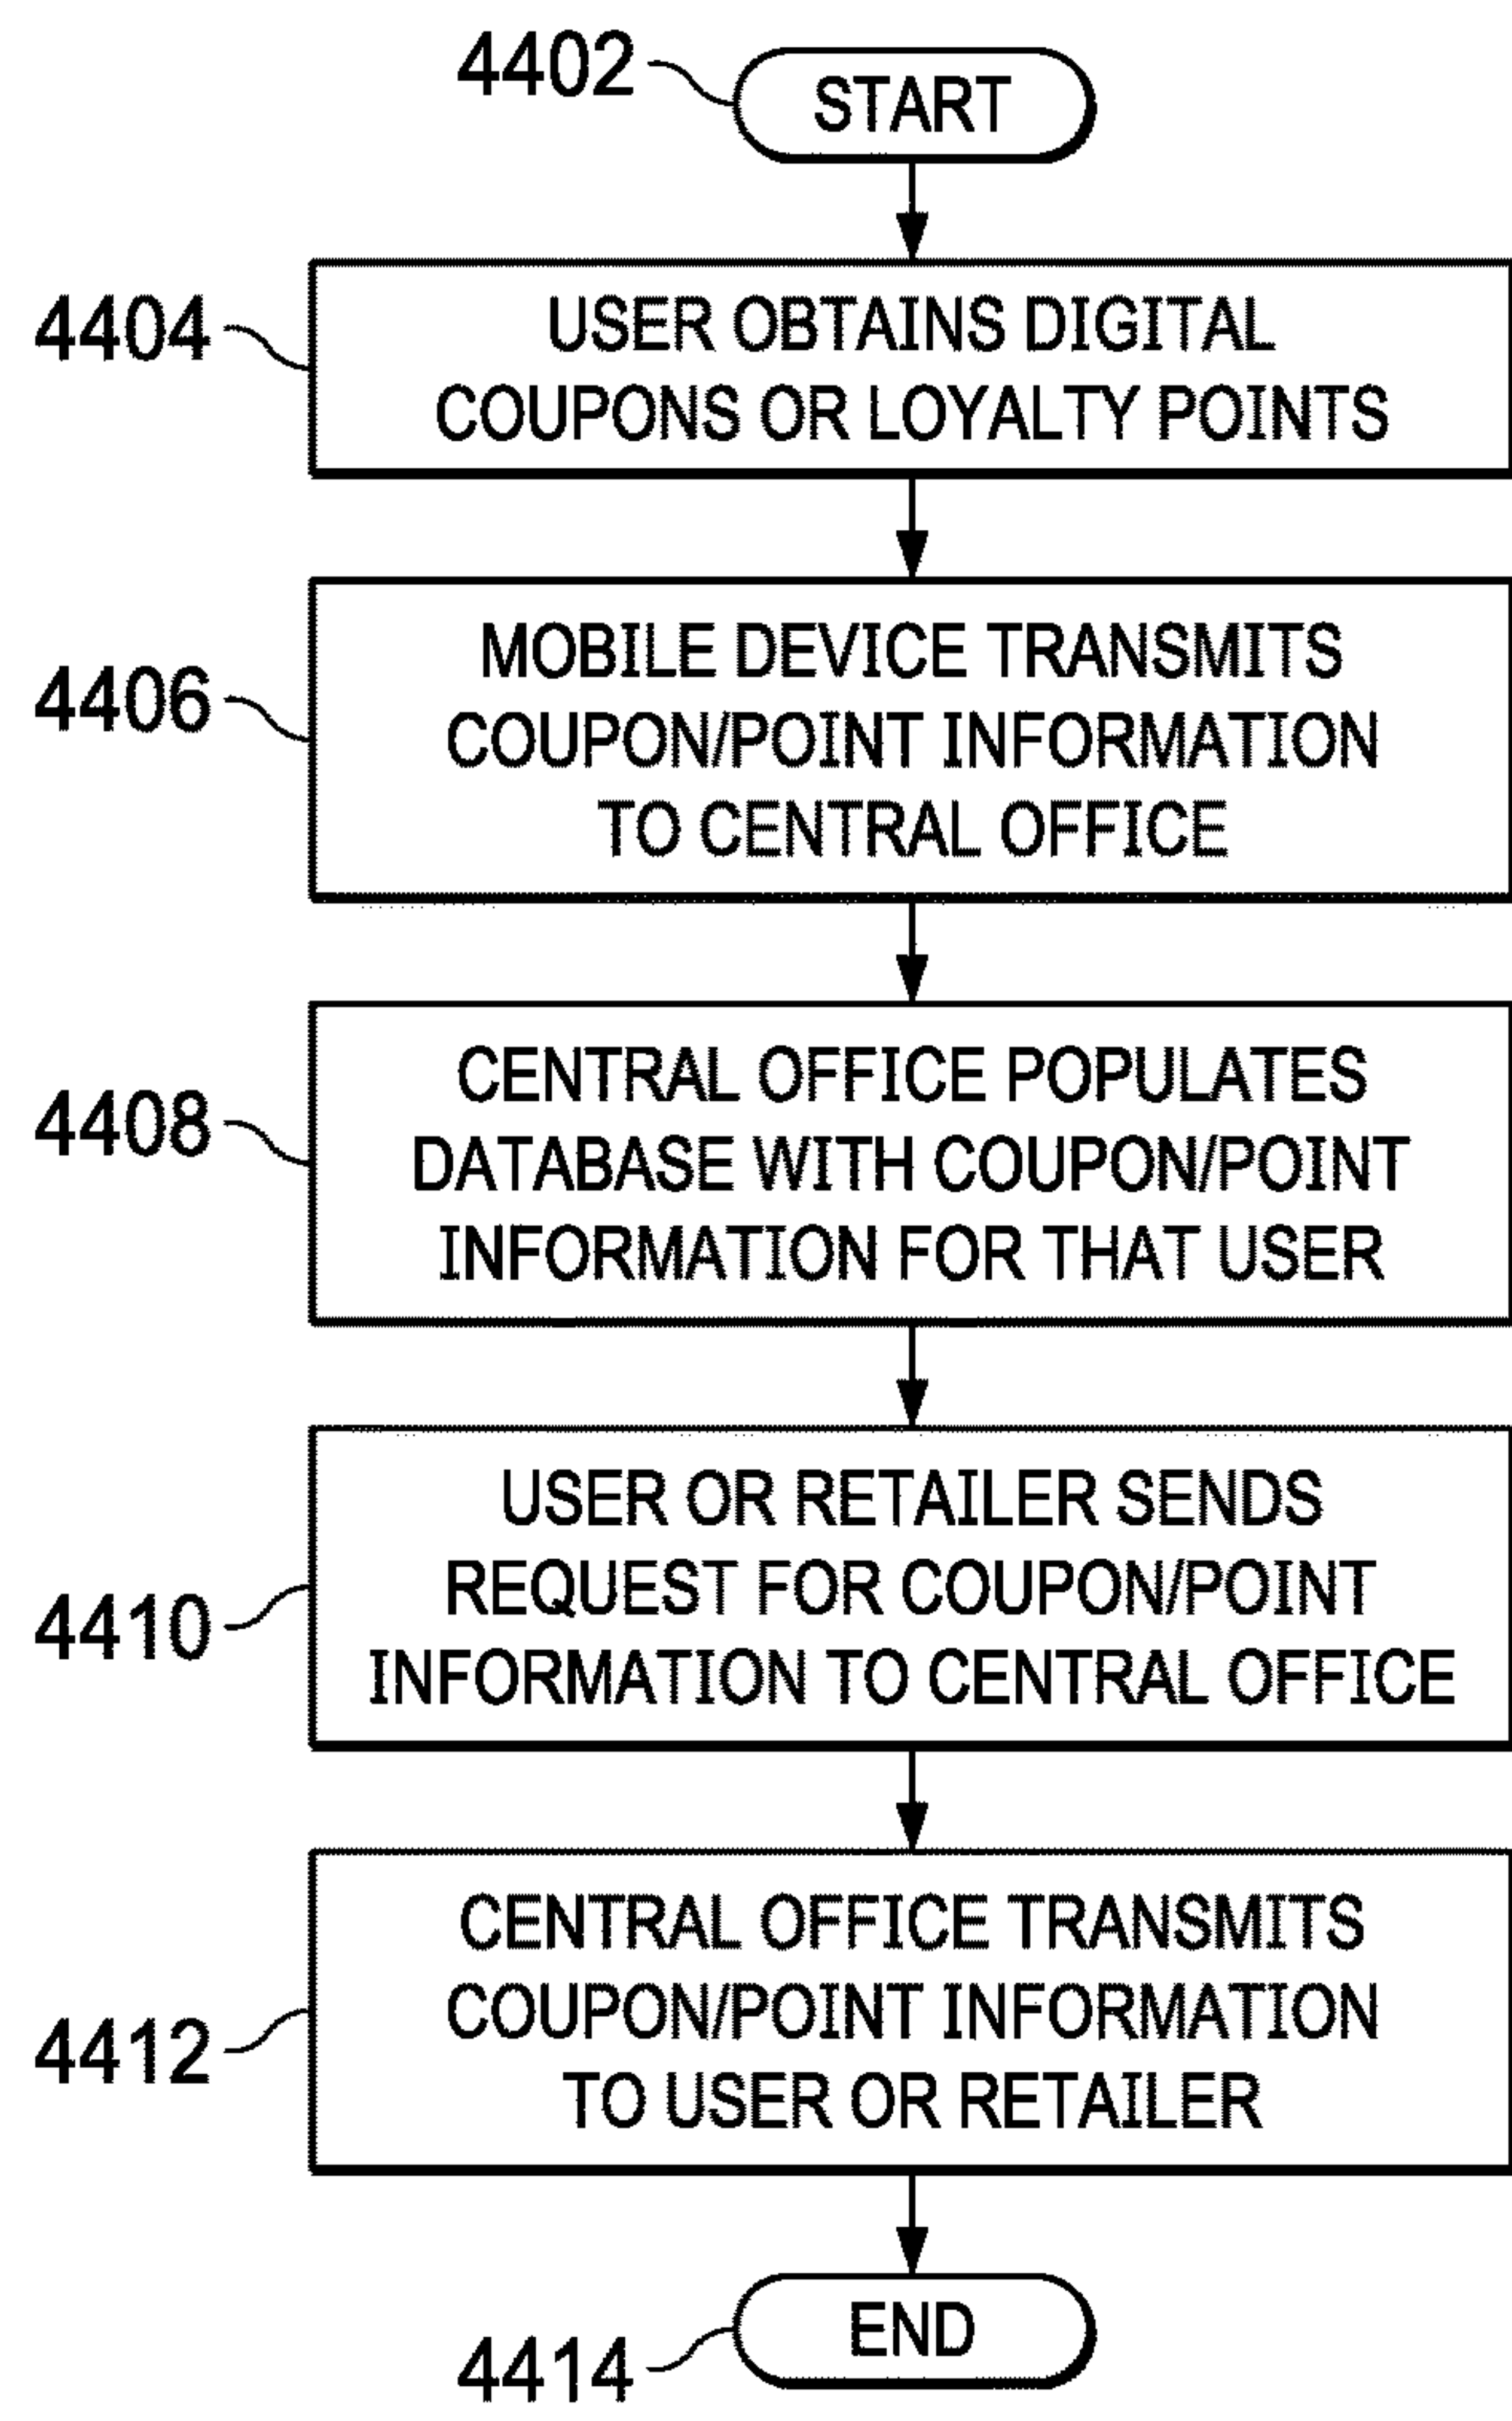 4402
START
4404
USER OBTAINS DIGITAL
COUPONS OR LOYALTY POINTS
4406
MOBILE DEVICE TRANSMITS
COUPON/POINT INFORMATION
TO CENTRAL OFFICE
4408
CENTRAL OFFICE POPULATES
DATABASE WITH COUPON/POINT
INFORMATION FOR THAT USER
4410
USER OR RETAILER SENDS
REQUEST FOR COUPON/POINT
INFORMATION TO CENTRAL OFFICE
4412
CENTRAL OFFICE TRANSMITS
COUPON/POINT INFORMATION
TO USER OR RETAILER
4414
END